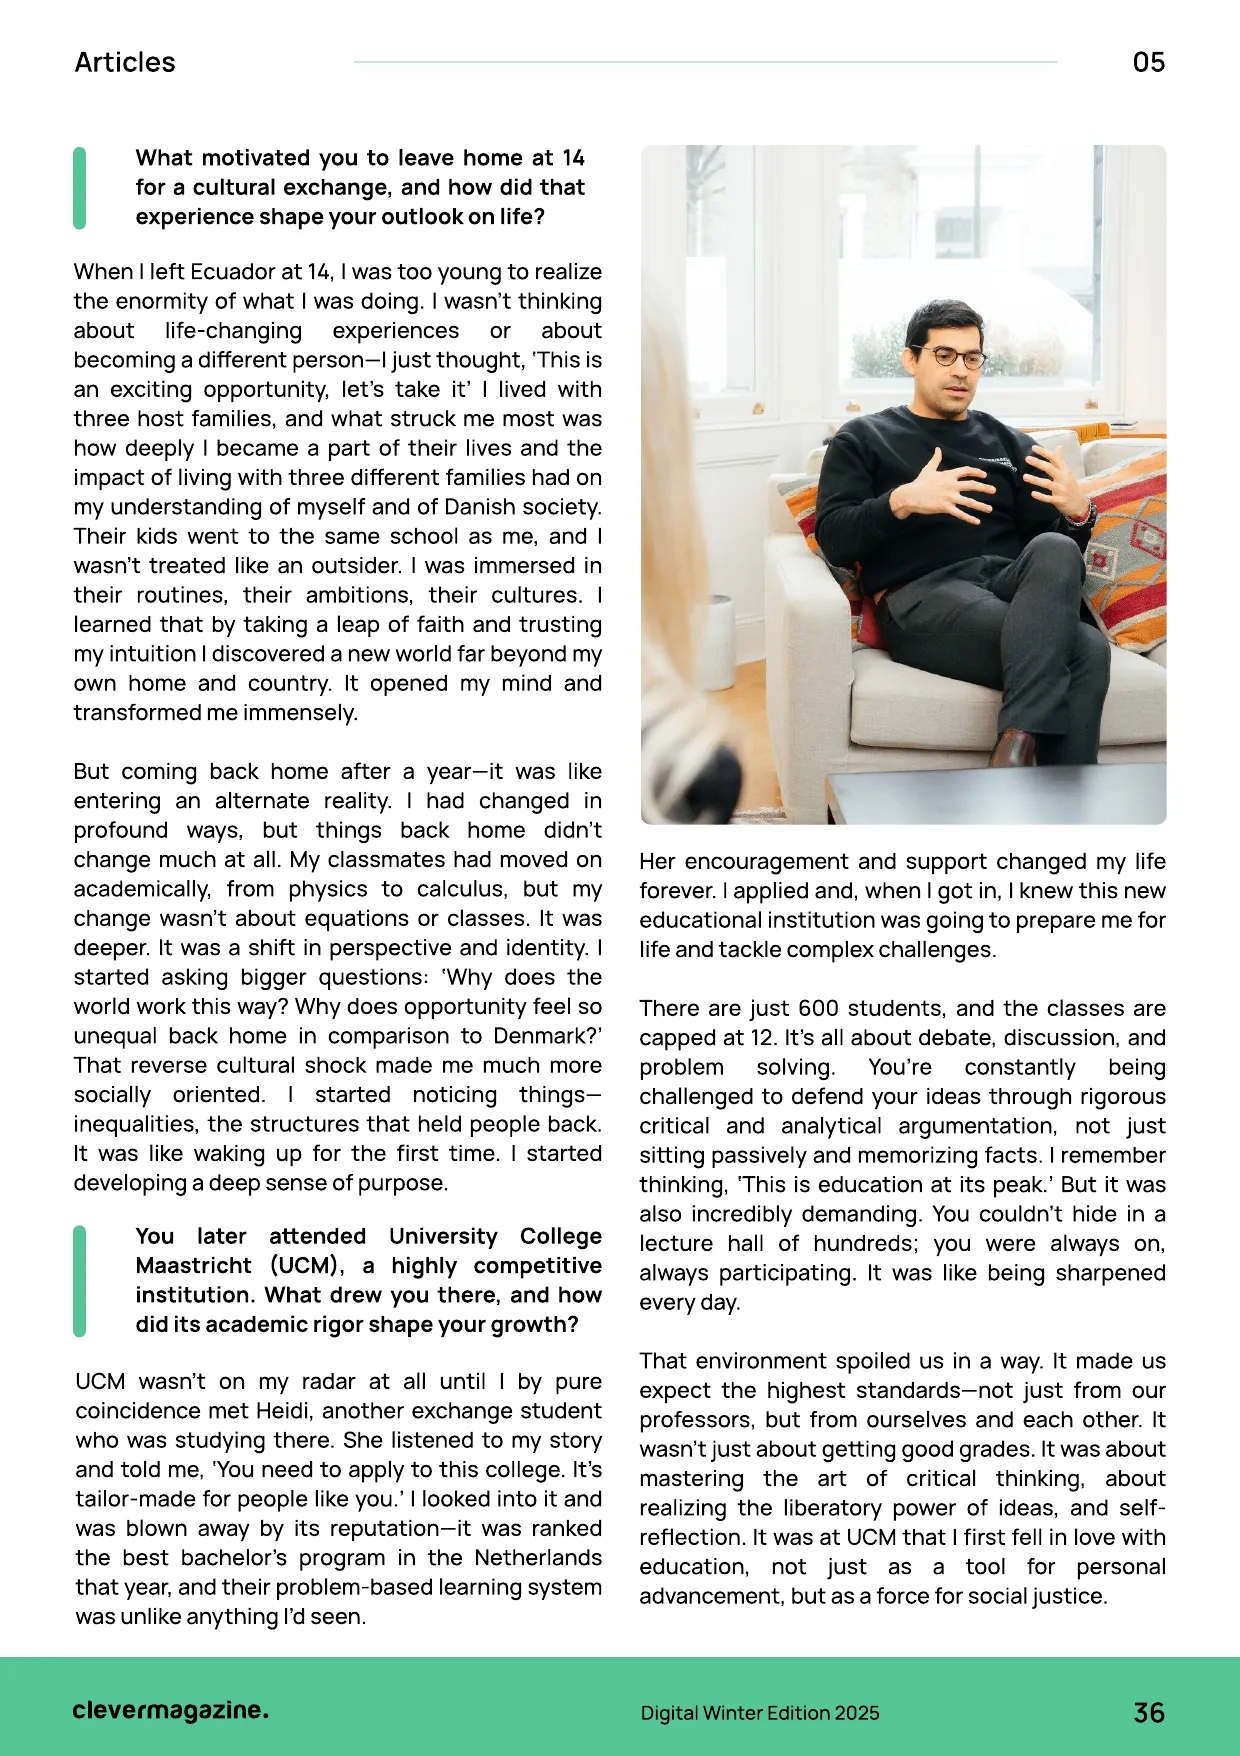 Articles
05
What motivated you to leave home at 14
for a cultural exchange, and how did that
experience shape your outlook on life?
When I left Ecuador at 14, I was too young to realize
the enormity of what I was doing. I wasn't thinking
about life-changing experiences or about
becoming a different person—I just thought, 'This is
an exciting opportunity, let's take it' I lived with
three host families, and what struck me most was
how deeply I became a part of their lives and the
impact of living with three different families had on
my understanding of myself and of Danish society.
Their kids went to the same school as me, and I
wasn't treated like an outsider. I was immersed in
their routines, their ambitions, their cultures. I
learned that by taking a leap of faith and trusting
my intuition I discovered a new world far beyond my
own home and country. It opened my mind and
transformed me immensely.
But coming back home after a year—it was like
entering an alternate reality. I had changed in
profound ways, but things back home didn't
change much at all. My classmates had moved on
academically, from physics to calculus, but my
change wasn't about equations or classes. It was
deeper. It was a shift in perspective and identity. I
started asking bigger questions: 'Why does the
world work this way? Why does opportunity feel so
unequal back home in comparison to Denmark?'
That reverse cultural shock made me much more
socially oriented. I started noticing things—
inequalities, the structures that held people back.
It was like waking up for the first time. I started
developing a deep sense of purpose.
You later attended University College
Maastricht (UCM), a highly competitive
institution. What drew you there, and how
did its academic rigor shape your growth?
UCM wasn't on my radar at all until I by pure
coincidence met Heidi, another exchange student
who was studying there. She listened to my story
and told me, 'You need to apply to this college. It's
tailor-made for people like you.' I looked into it and
was blown away by its reputation—it was ranked
the best bachelor's program in the Netherlands
that year, and their problem-based learning system
was unlike anything I'd seen.
Her encouragement and support changed my life
forever. I applied and, when I got in, I knew this new
educational institution was going to prepare me for
life and tackle complex challenges.
There are just 600 students, and the classes are
capped at 12. It's all about debate, discussion, and
problem solving. You're constantly being
challenged to defend your ideas through rigorous
critical and analytical argumentation, not just
sitting passively and memorizing facts. I remember
thinking, 'This is education at its peak.' But it was
also incredibly demanding. You couldn't hide in a
lecture hall of hundreds; you were always on,
always participating. It was like being sharpened
every day.
That environment spoiled us in a way. It made us
expect the highest standards—not just from our
professors, but from ourselves and each other. It
wasn't just about getting good grades. It was about
mastering the art of critical thinking, about
realizing the liberatory power of ideas, and self-
reflection. It was at UCM that I first fell in love with
education, not just as a tool for personal
advancement, but as a force for social justice.
clevermagazine.
Digital Winter Edition 2025
36